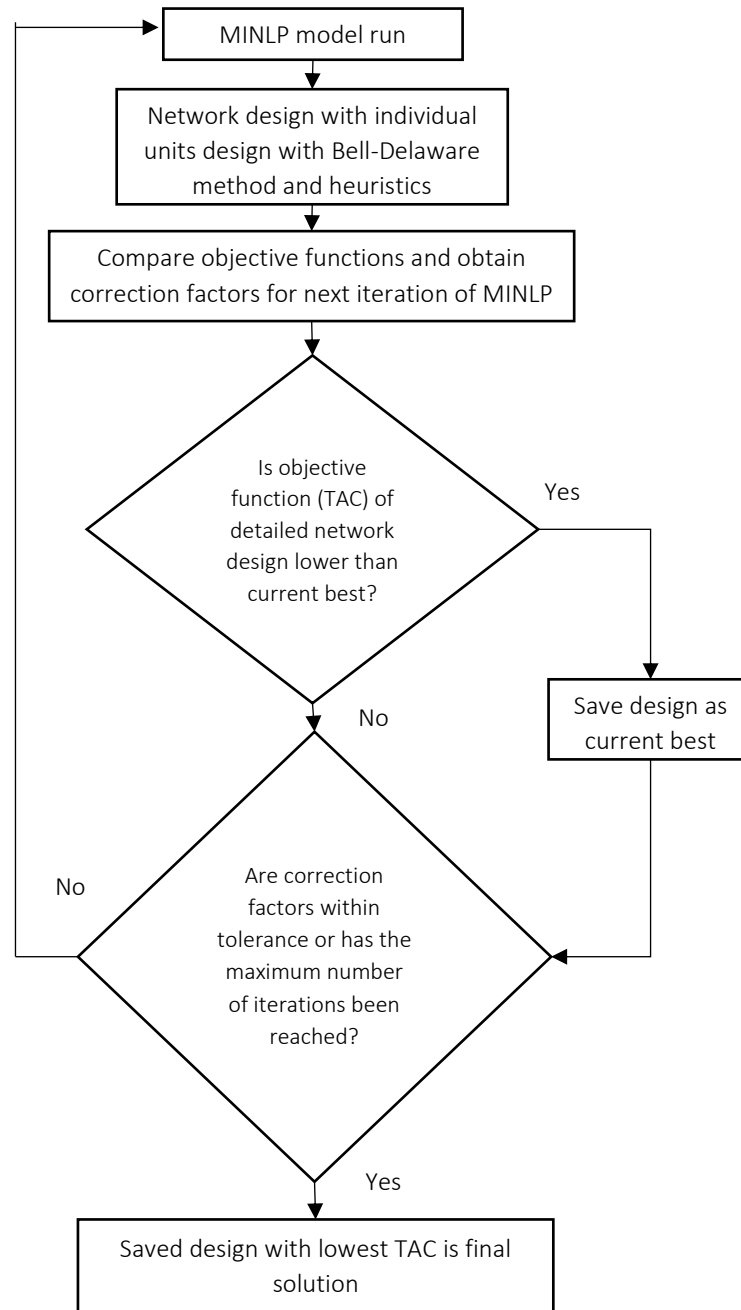 MINLP model run
Network design with individual
units design with Bell-Delaware
method and heuristics
Compare objective functions and obtain
correction factors for next iteration of MINLP
Is objective
function (TAC) of
detailed network
design lower than
current best?
Yes
Save design as
current best
No
Are correction
factors within
tolerance or has the
maximum number
of iterations been
reached?
No
Yes
Saved design with lowest TAC is final
solution